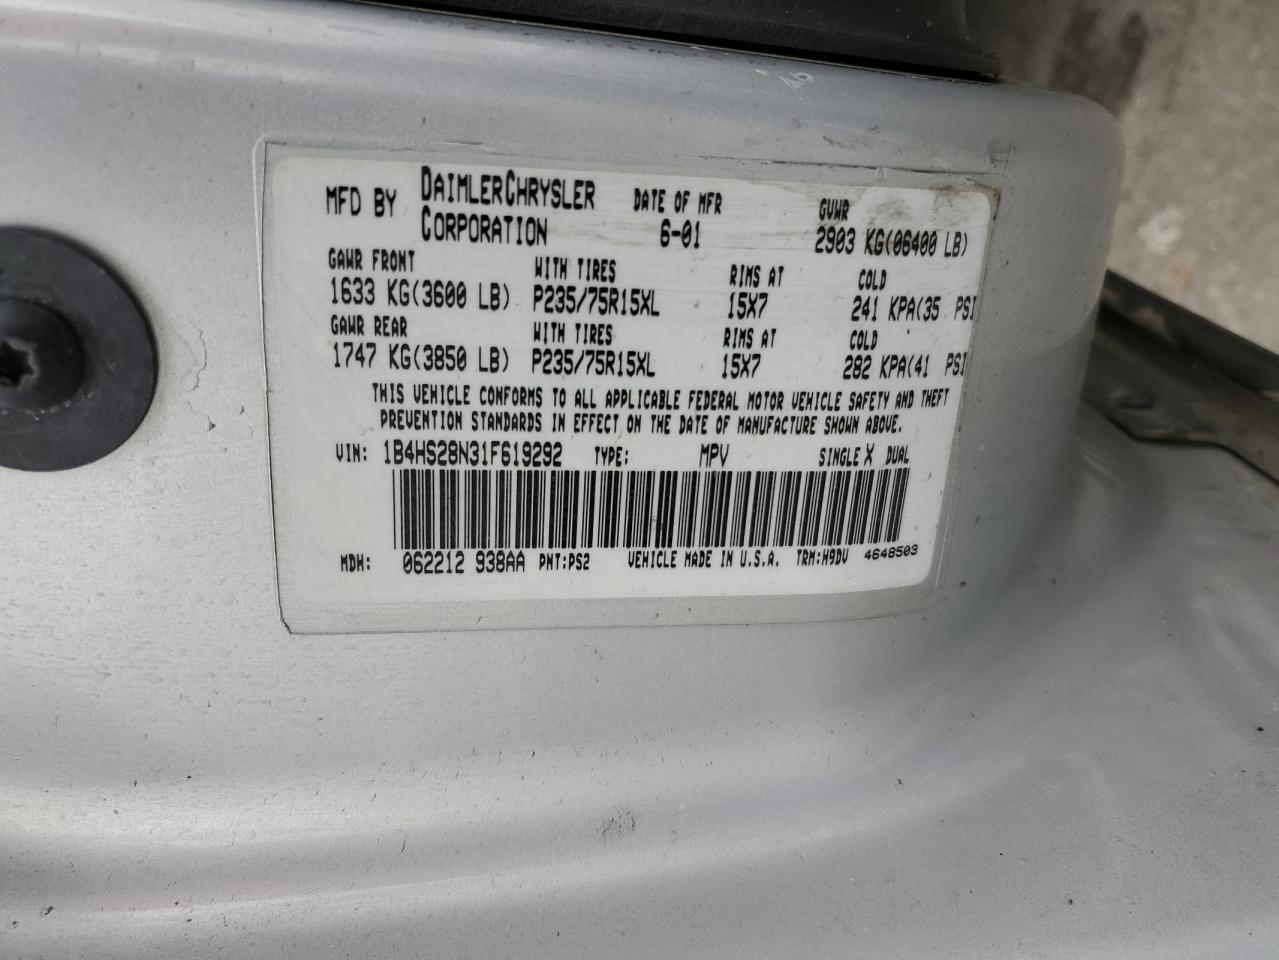 MFD BY DAIMLERCHRYSLER CORPORATION DATE OF MFR 6-01 GVWR 2903 KG(06400 LB)
GAWR FRONT WITH TIRES RIMS AT COLD
1633 KG(3600 LB) P235/75R15XL 15X7 241 KPA(35 PSI
GAWR REAR WITH TIRES RIMS AT COLD
1747 KG(3850 LB) P235/75R15XL 15X7 282 KPA(41 PSI
THIS VEHICLE CONFORMS TO ALL APPLICABLE FEDERAL MOTOR VEHICLE SAFETY AND THEFT
PREVENTION STANDARDS IN EFFECT ON THE DATE OF MANUFACTURE SHOWN ABOVE.
VIN: 1B4HS28N31F619292 TYPE: MPV SINGLE X DUAL
MDH: 062212 938AA PNT:PS2 VEHICLE MADE IN U.S.A. TRM:H9DV 4648503